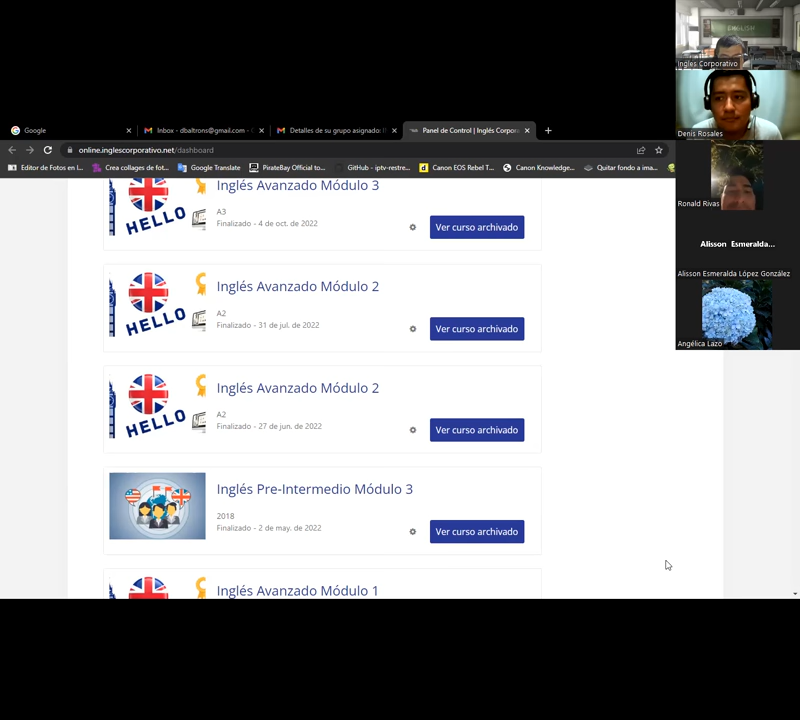 Ingles Corporativo
Denis Rosales
Ronald Rivas
Alisson Esmeralda...
Alisson Esmeralda López González
Angélica Lazo
Google
Inbox - dbaltrons@gmail.com -
Detalles de su grupo asignado: I
Panel de Control | Inglés Corpora
online.inglescorporativo.net/dashboard
Editor de Fotos en l...
Crea collages de fot...
Google Translate
PirateBay Official to...
GitHub - iptv-restre...
Canon EOS Rebel T...
Canon Knowledge...
Quitar fondo a ima...
Inglés Avanzado Módulo 3
HELLO
A3
Finalizado - 4 de oct. de 2022
Ver curso archivado
Inglés Avanzado Módulo 2
HELLO
A2
Finalizado - 31 de jul. de 2022
Ver curso archivado
Inglés Avanzado Módulo 2
HELLO
A2
Finalizado - 27 de jun. de 2022
Ver curso archivado
Inglés Pre-Intermedio Módulo 3
2018
Finalizado - 2 de may. de 2022
Ver curso archivado
Inglés Avanzado Módulo 1